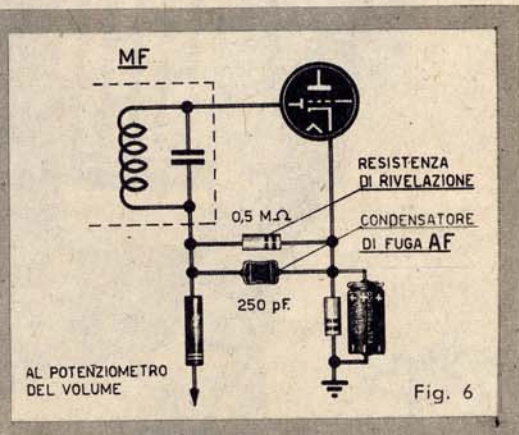 MF
RESISTENZA
DI RIVELAZIONE
0,5 MΩ
CONDENSATORE
DI FUGA AF
250 pF.
AL POTENZIOMETRO
DEL VOLUME
Fig. 6